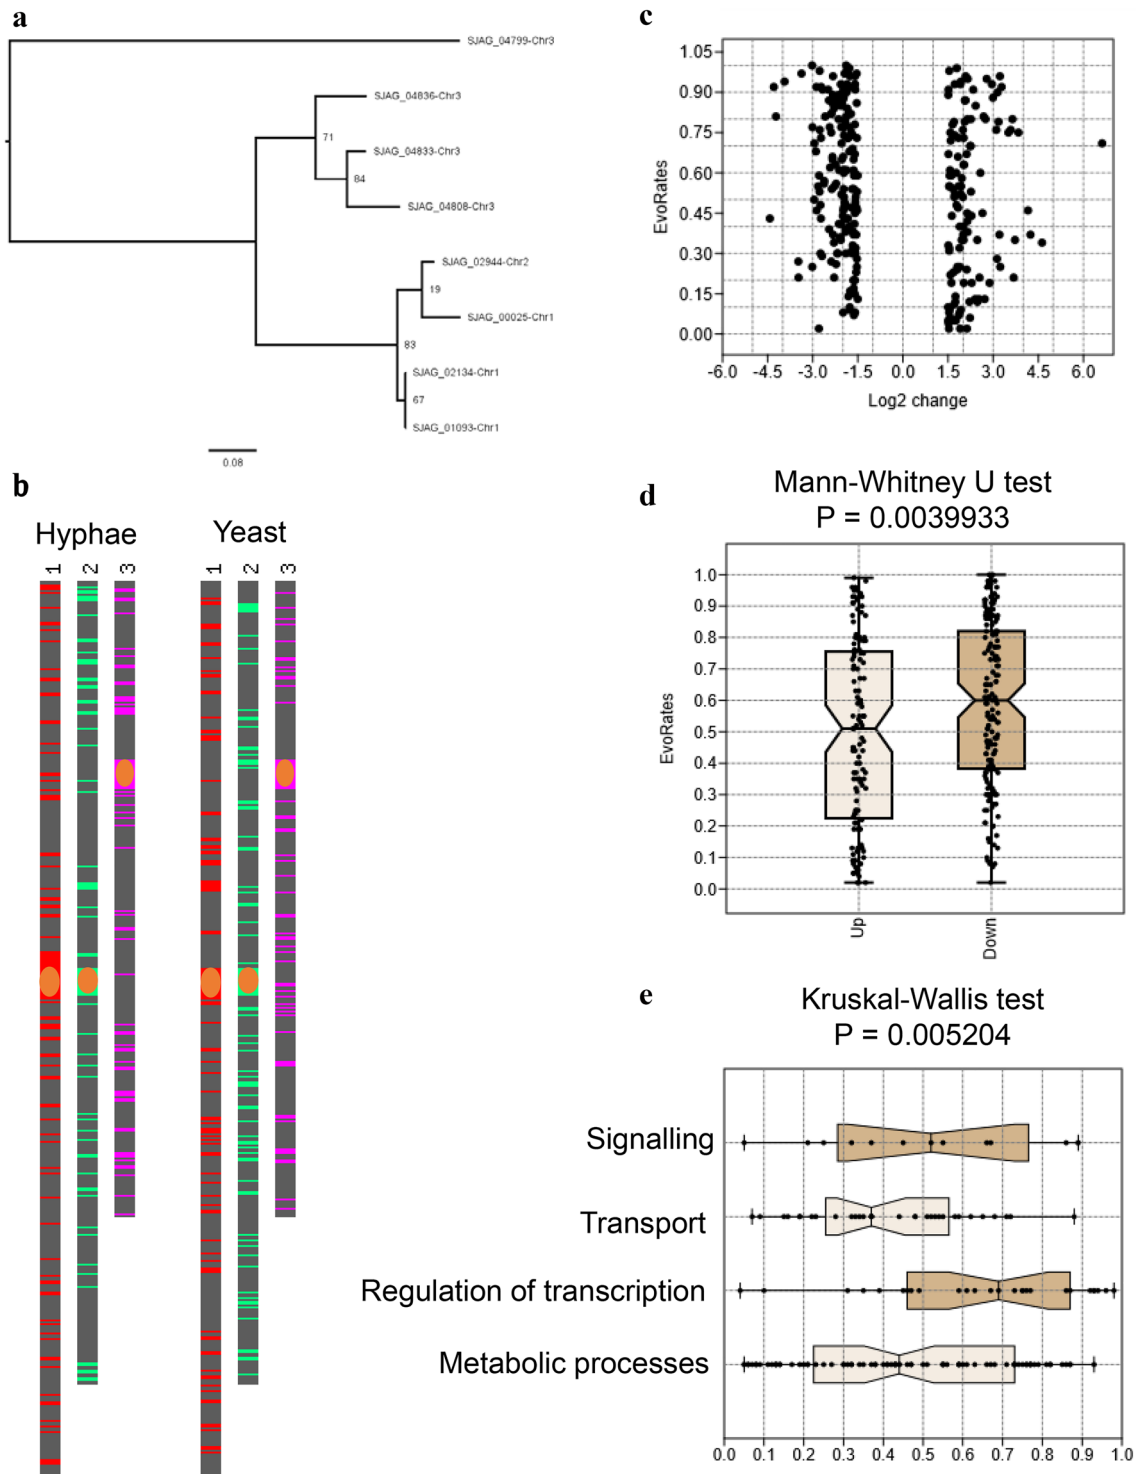 a
SJAG_04799-Chr3
SJAG_04836-Chr3
71
SJAG_04833-Chr3
84
SJAG_04808-Chr3
SJAG_02944-Chr2
19
SJAG_00025-Chr1
83
SJAG_02134-Chr1
67
SJAG_01093-Chr1
0.08
b
Hyphae
Yeast
1 2 3
1 2 3
c
1.05
0.90
0.75
0.60
0.45
0.30
0.15
0.00
EvoRates
-6.0 -4.5 -3.0 -1.5 0.0 1.5 3.0 4.5 6.0
Log2 change
d
Mann-Whitney U test
P = 0.0039933
1.0
0.9
0.8
0.7
0.6
0.5
0.4
0.3
0.2
0.1
0.0
EvoRates
Up
Down
e
Kruskal-Wallis test
P = 0.005204
Signalling
Transport
Regulation of transcription
Metabolic processes
0.0 0.1 0.2 0.3 0.4 0.5 0.6 0.7 0.8 0.9 1.0